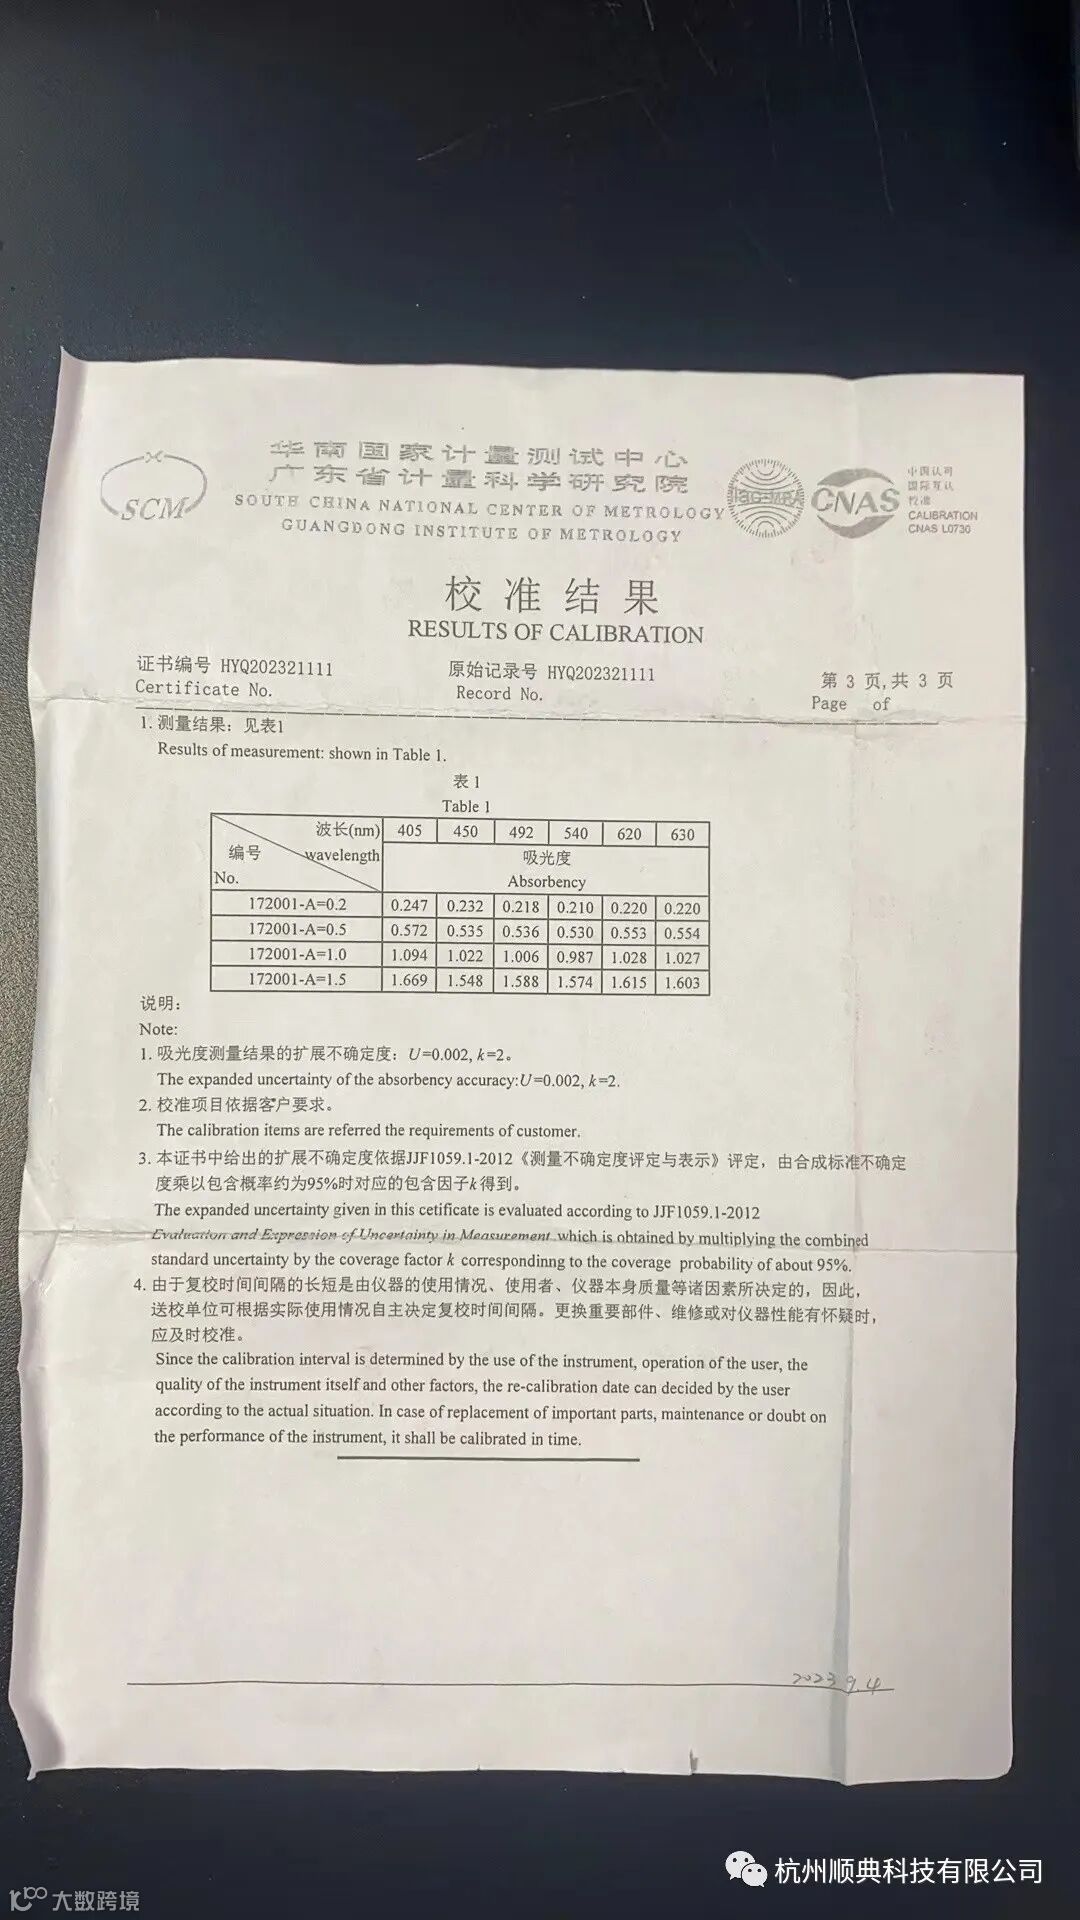 SCM
华南国家计量测试中心
广东省计量科学研究院
SOUTH CHINA NATIONAL CENTER OF METROLOGY
GUANGDONG INSTITUTE OF METROLOGY
CNAS
中国认可
国际互认
校准
CALIBRATION
CNAS L0730
校准结果
RESULTS OF CALIBRATION
证书编号 HYQ202321111
Certificate No.
原始记录号 HYQ202321111
Record No.
第 3 页,共 3 页
Page of
1. 测量结果：见表1
Results of measurement: shown in Table 1.
表 1
Table 1
波长(nm) 405 450 492 540 620 630
wavelength
编号
No.
吸光度
Absorbency
172001-A=0.2 0.247 0.232 0.218 0.210 0.220 0.220
172001-A=0.5 0.572 0.535 0.536 0.530 0.553 0.554
172001-A=1.0 1.094 1.022 1.006 0.987 1.028 1.027
172001-A=1.5 1.669 1.548 1.588 1.574 1.615 1.603
说明：
Note:
1. 吸光度测量结果的扩展不确定度：U=0.002, k=2。
The expanded uncertainty of the absorbency accuracy:U=0.002, k=2.
2. 校准项目依据客户要求。
The calibration items are referred the requirements of customer.
3. 本证书中给出的扩展不确定度依据JJF1059.1-2012《测量不确定度评定与表示》评定，由合成标准不确定
度乘以包含概率约为95%时对应的包含因子k得到。
The expanded uncertainty given in this cetificate is evaluated according to JJF1059.1-2012
Evaluation and Expression of Uncertainty in Measurement which is obtained by multiplying the combined
standard uncertainty by the coverage factor k correspondinng to the coverage probability of about 95%.
4. 由于复校时间间隔的长短是由仪器的使用情况、使用者、仪器本身质量等诸因素所决定的，因此，
送校单位可根据实际使用情况自主决定复校时间间隔。更换重要部件、维修或对仪器性能有怀疑时，
应及时校准。
Since the calibration interval is determined by the use of the instrument, operation of the user, the
quality of the instrument itself and other factors, the re-calibration date can decided by the user
according to the actual situation. In case of replacement of important parts, maintenance or doubt on
the performance of the instrument, it shall be calibrated in time.
2023.9.4
杭州顺典科技有限公司
大数跨境